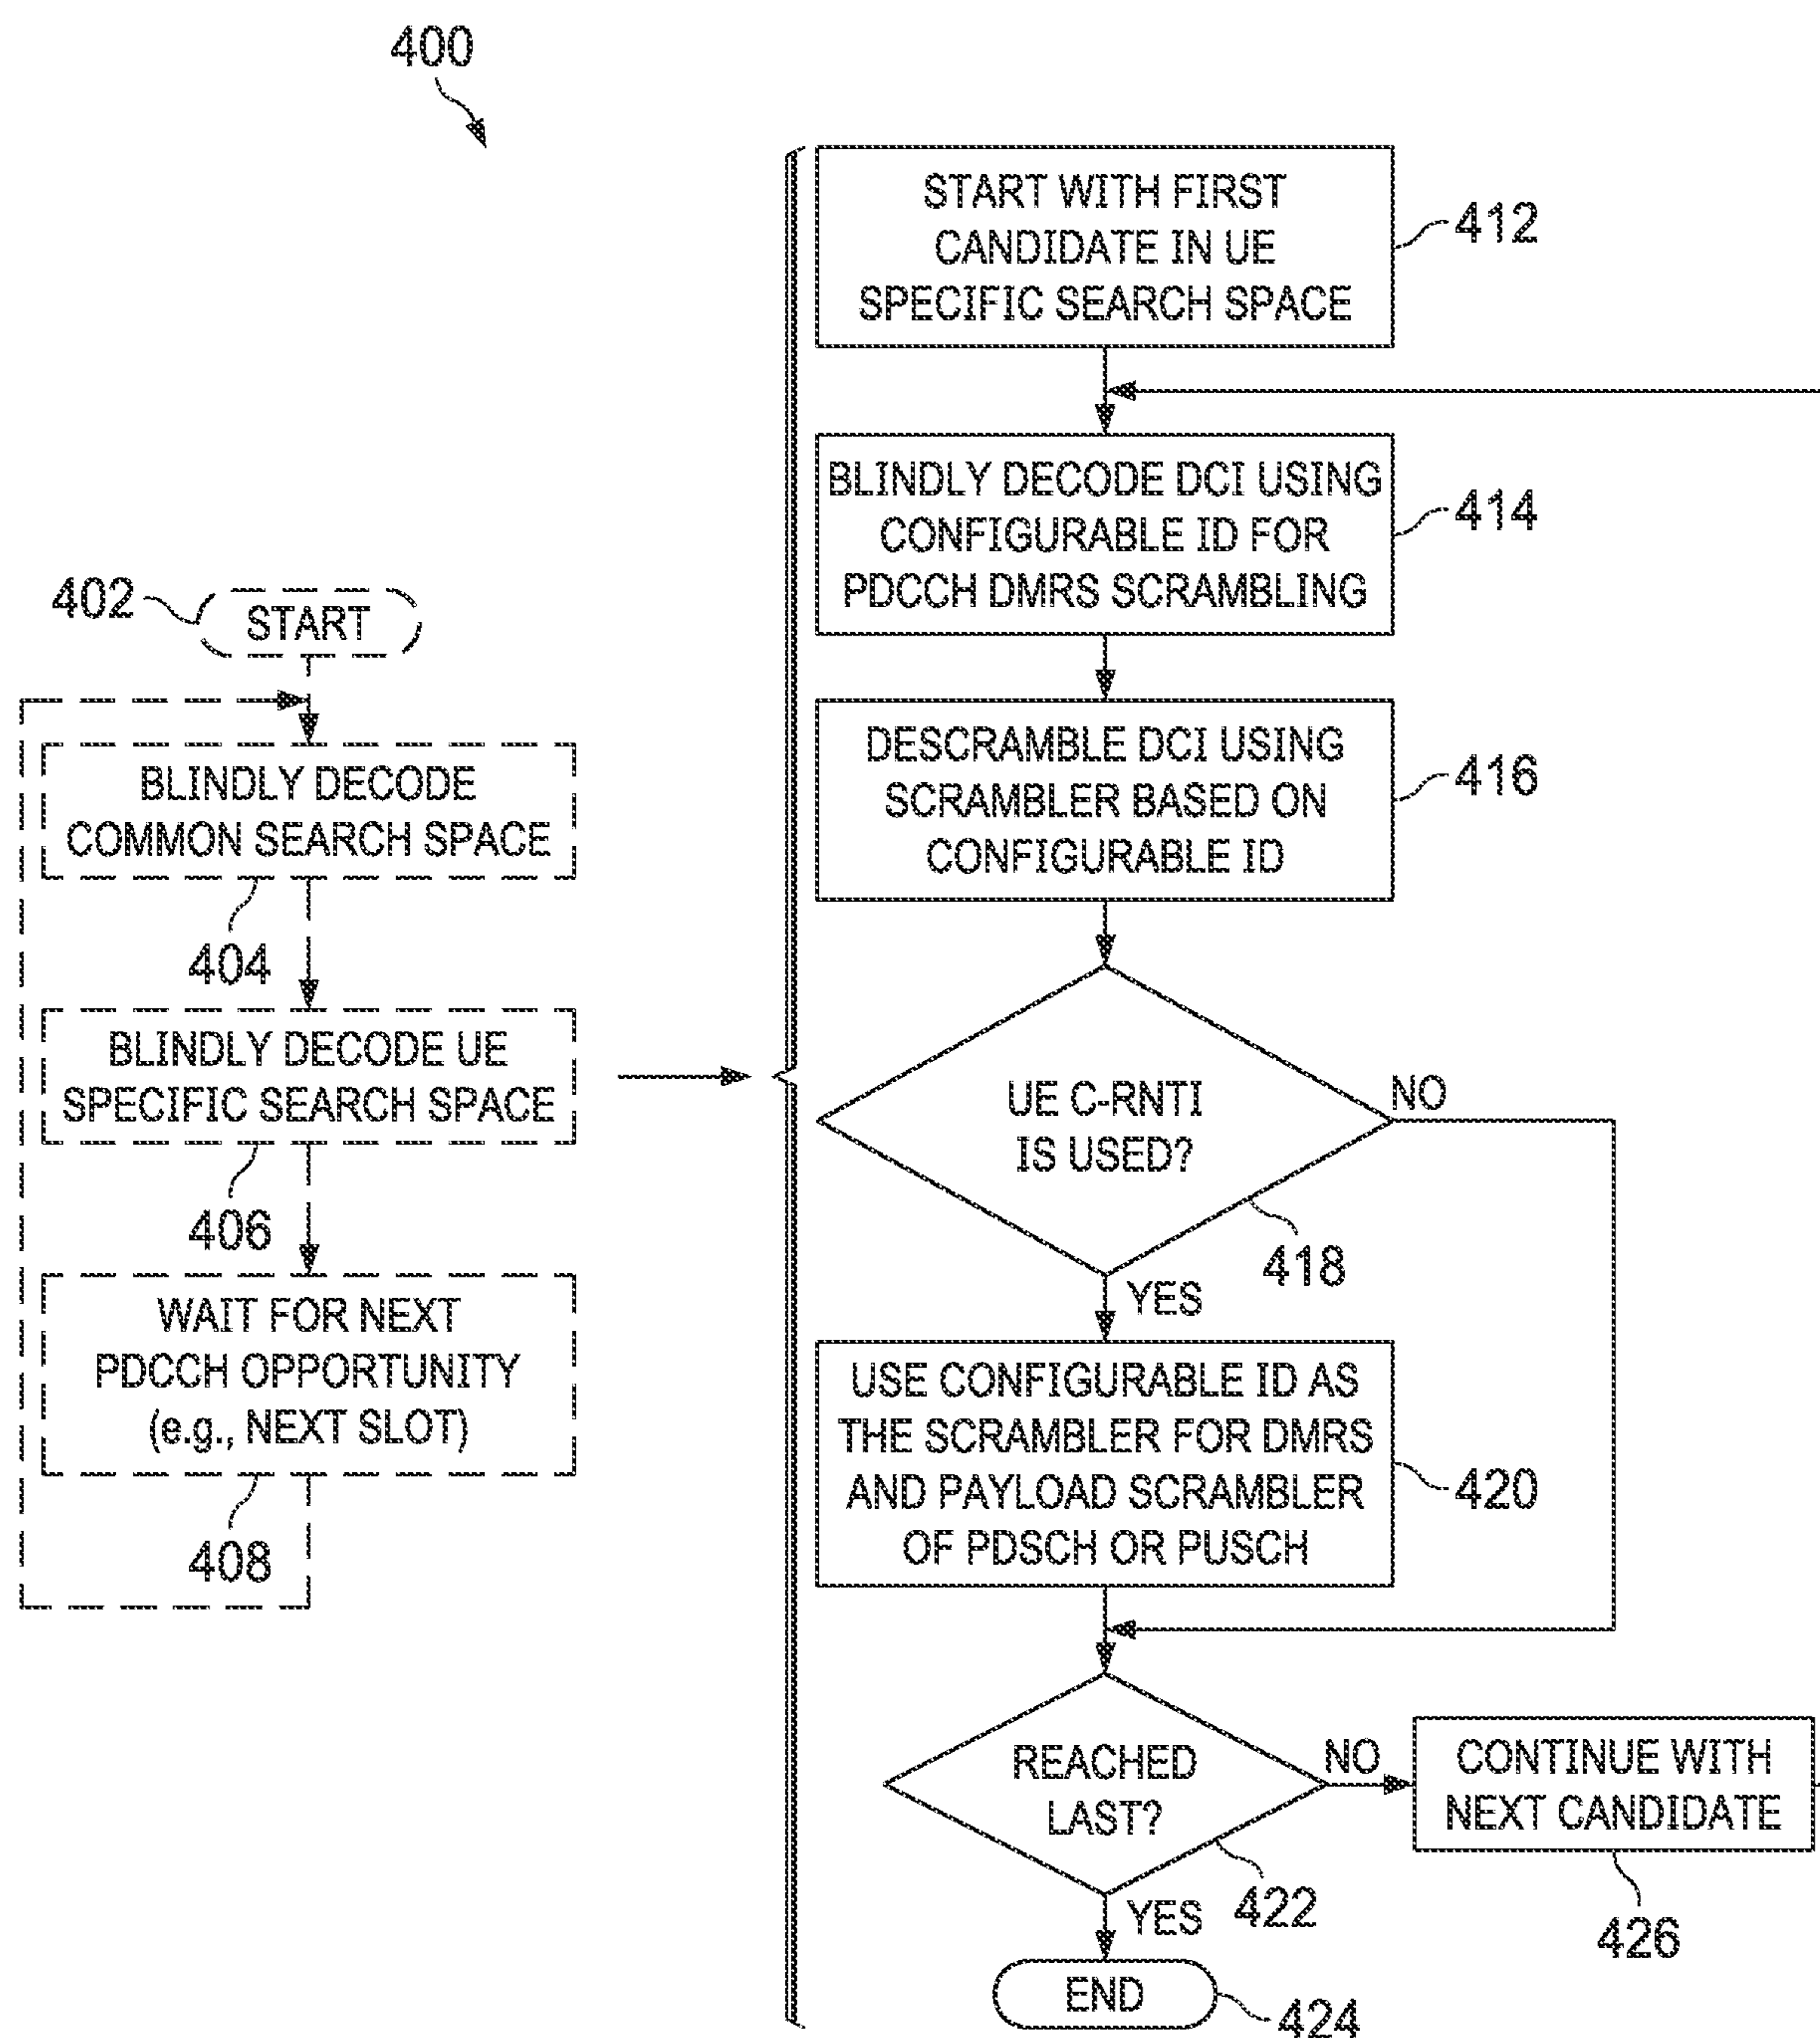 400
402
START
BLINDLY DECODE
COMMON SEARCH SPACE
404
BLINDLY DECODE UE
SPECIFIC SEARCH SPACE
406
WAIT FOR NEXT
PDCCH OPPORTUNITY
(e.g., NEXT SLOT)
408
START WITH FIRST
CANDIDATE IN UE
SPECIFIC SEARCH SPACE
412
BLINDLY DECODE DCI USING
CONFIGURABLE ID FOR
PDCCH DMRS SCRAMBLING
414
DESCRAMBLE DCI USING
SCRAMBLER BASED ON
CONFIGURABLE ID
416
UE C-RNTI
IS USED?
NO
418
YES
USE CONFIGURABLE ID AS
THE SCRAMBLER FOR DMRS
AND PAYLOAD SCRAMBLER
OF PDSCH OR PUSCH
420
REACHED
LAST?
NO
422
YES
CONTINUE WITH
NEXT CANDIDATE
426
END
424